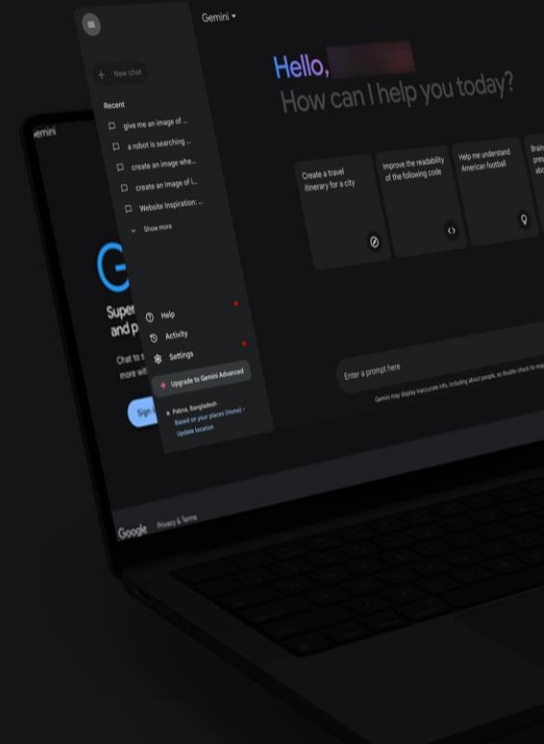 Gemini
New chat
Recent
give me an image of ...
a robot is searching ...
create an image whe...
create an image of i...
Website Inspiration: ...
Show more
Help
Activity
Settings
Upgrade to Gemini Advanced
Pabna, Bangladesh
Based on your places (Home) -
Update location
Hello,
How can I help you today?
Create a travel
itinerary for a city
Improve the readability
of the following code
Help me understand
American football
Enter a prompt here
Gemini may display inaccurate info, including about people, so double-check its
emini
G
Super
and p
Chat to s
more wit
Sign
Google
Privacy & Terms